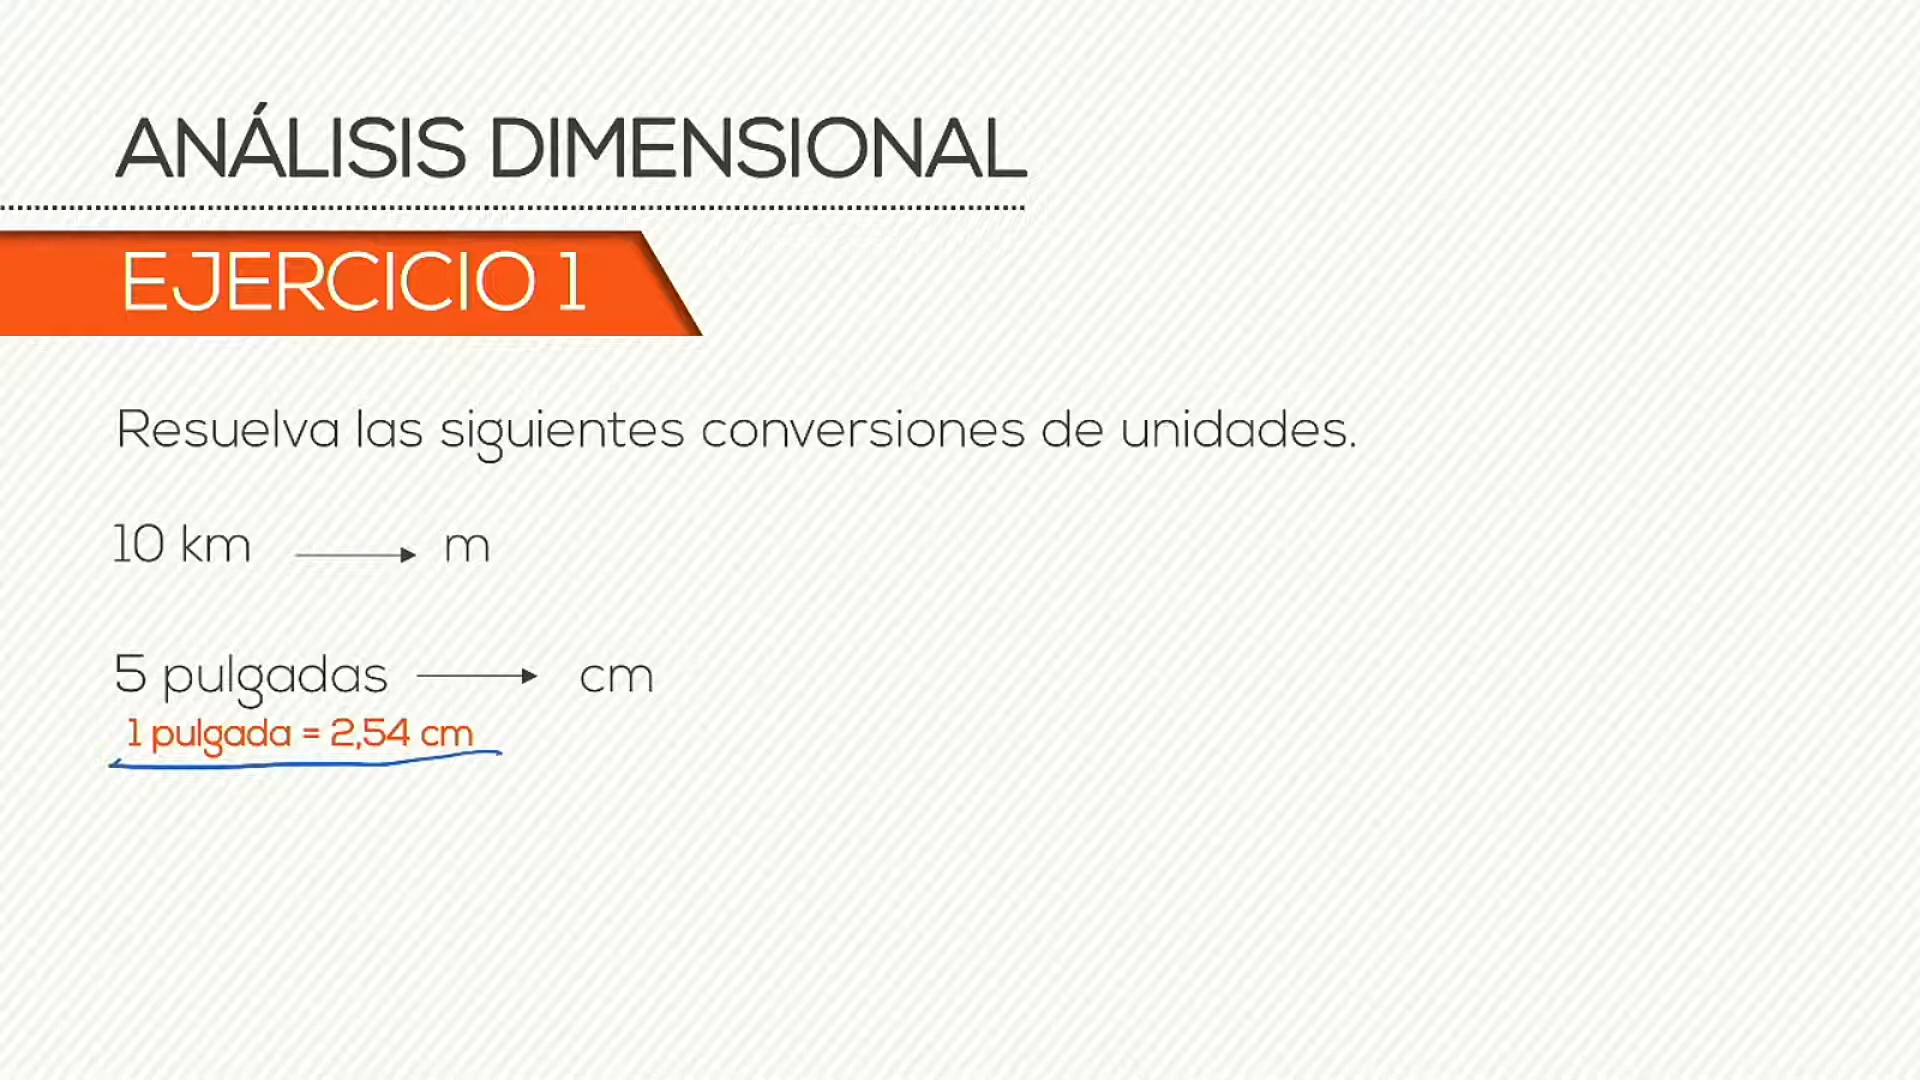 ANÁLISIS DIMENSIONAL
EJERCICIO 1
Resuelva las siguientes conversiones de unidades.
10 km m
5 pulgadas cm
1 pulgada = 2,54 cm